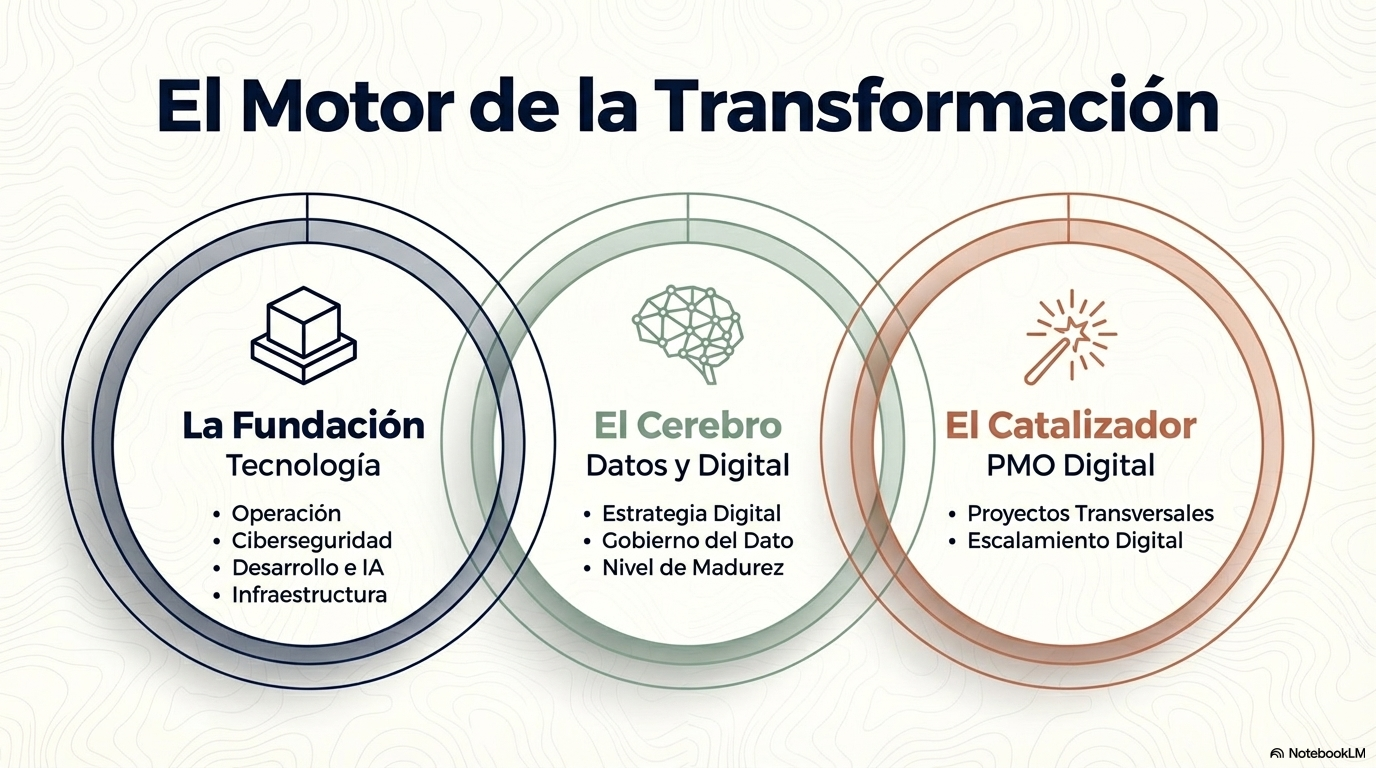 El Motor de la Transformación
La Fundación
Tecnología
• Operación
• Ciberseguridad
• Desarrollo e IA
• Infraestructura
El Cerebro
Datos y Digital
• Estrategia Digital
• Gobierno del Dato
• Nivel de Madurez
El Catalizador
PMO Digital
• Proyectos Transversales
• Escalamiento Digital
NotebookLM